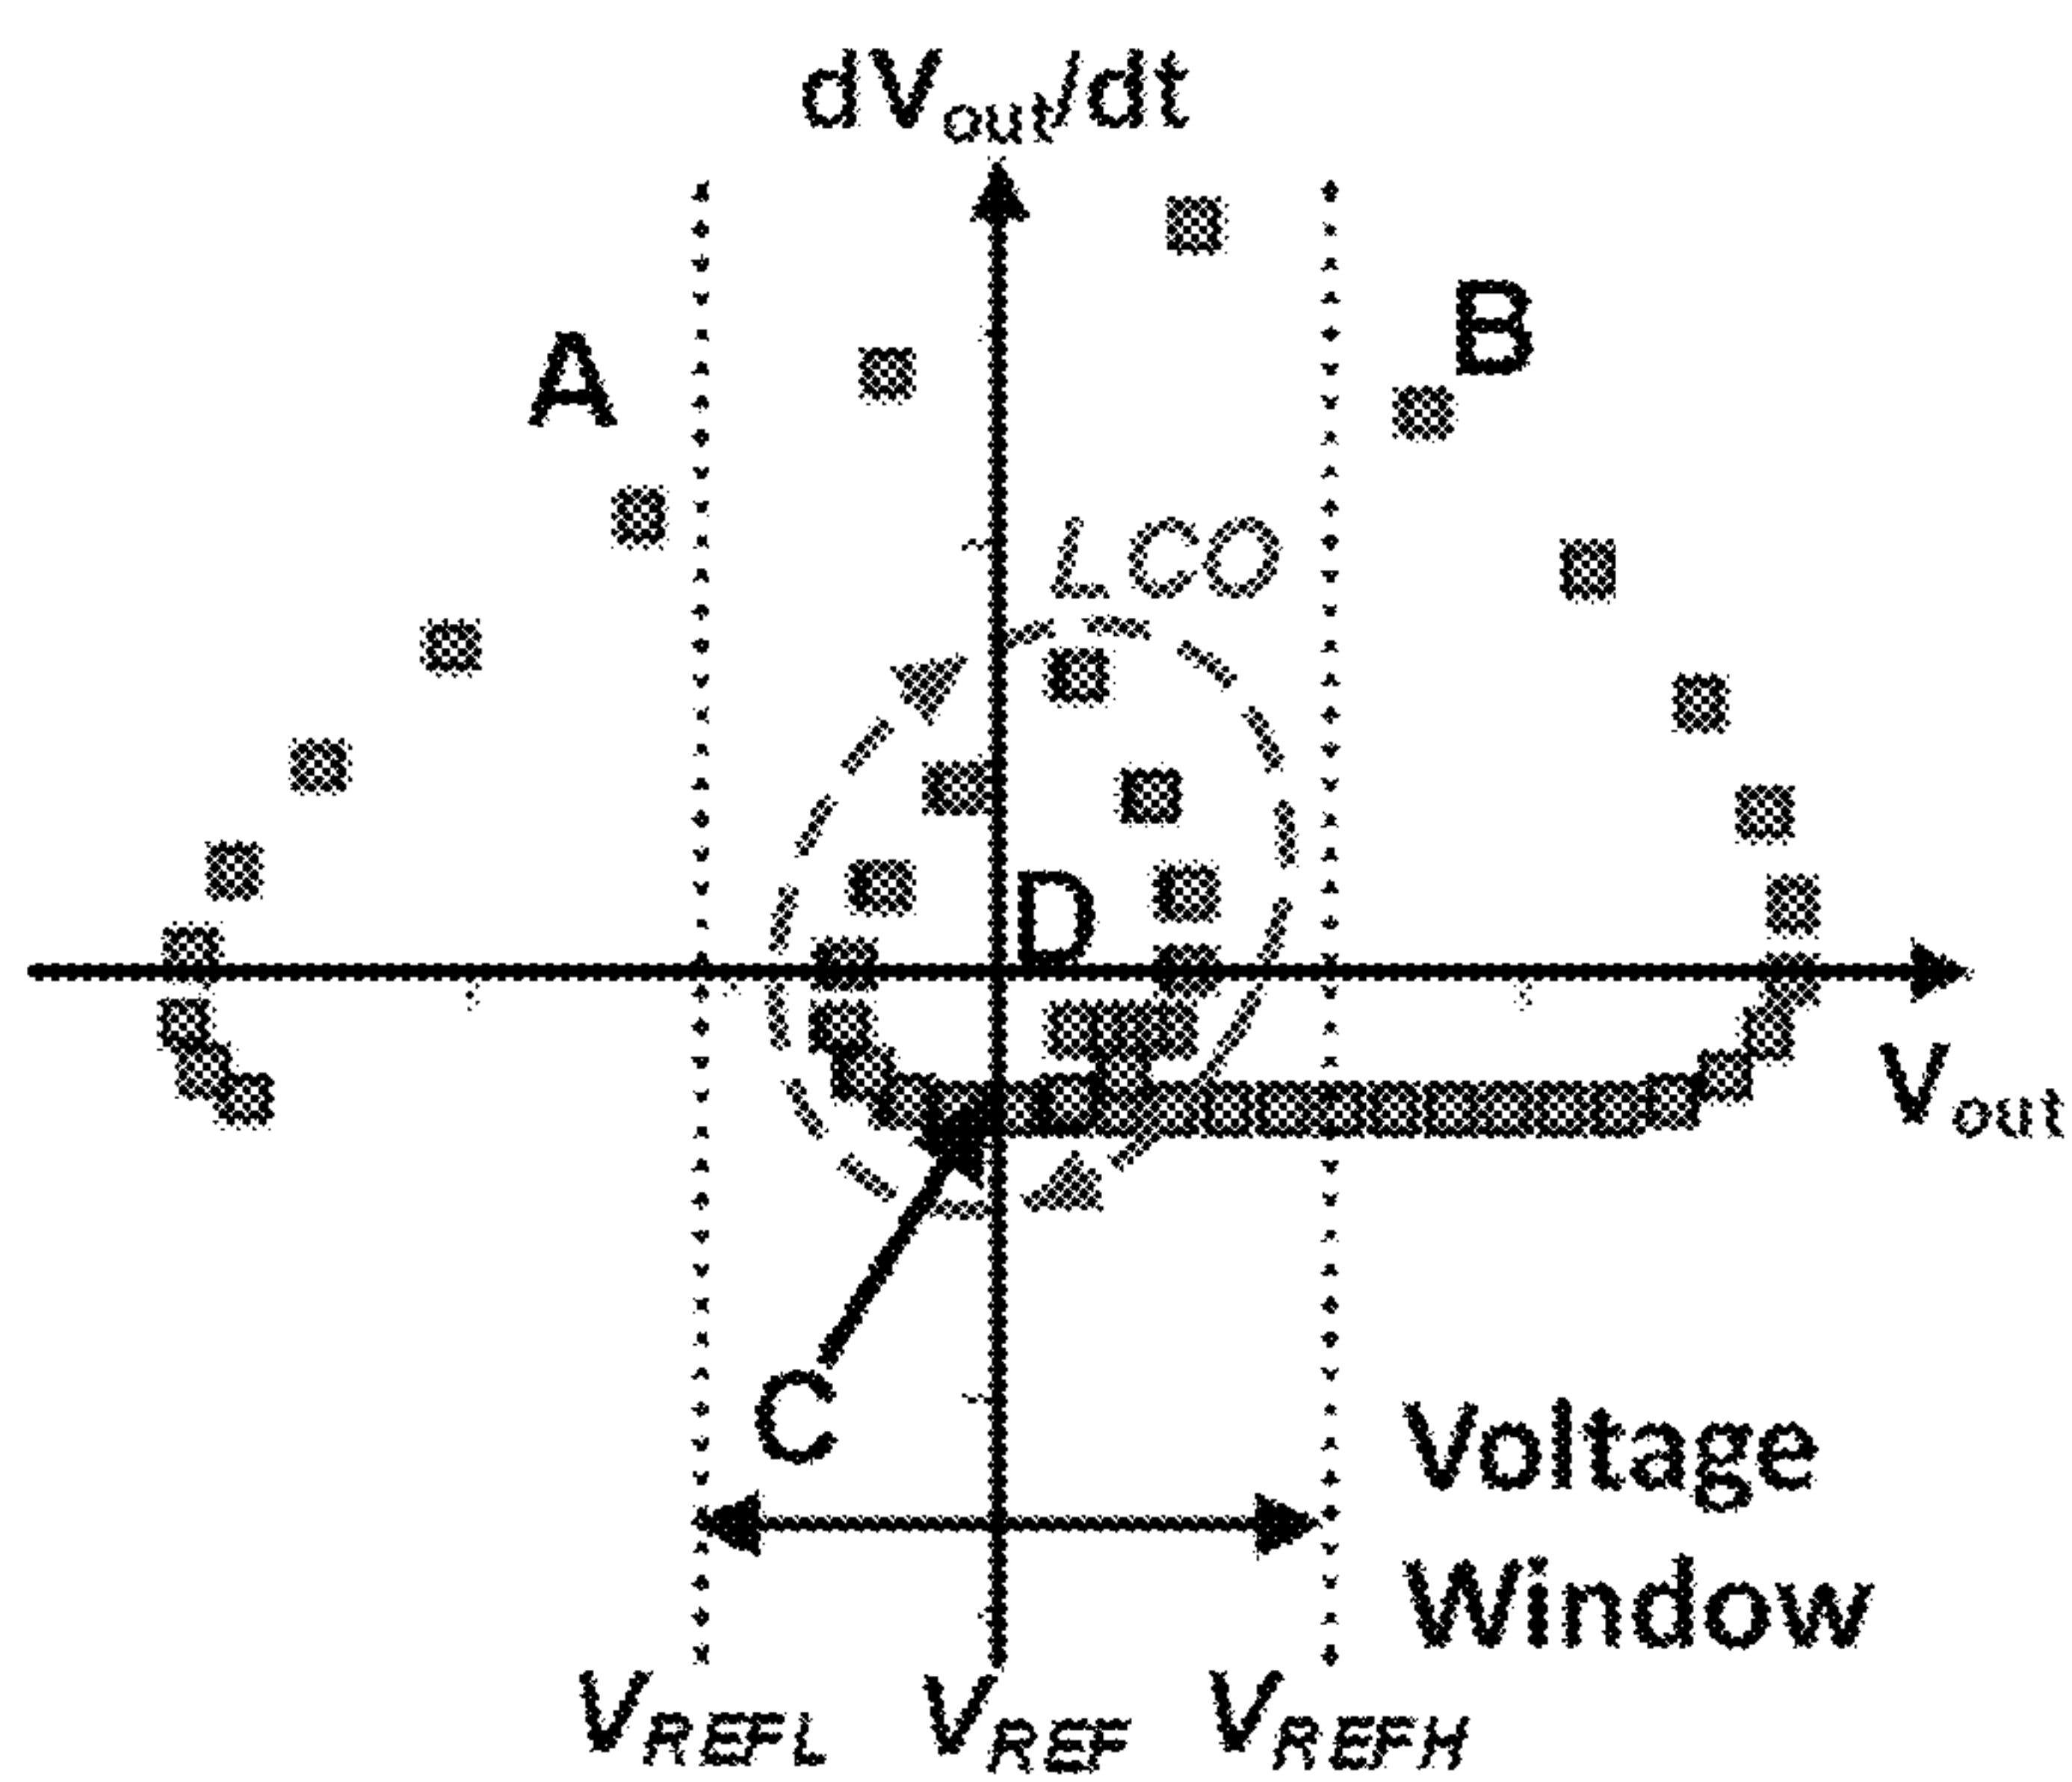 dVout/dt
A
B
LCO
D
Vout
C
Voltage
Window
VREFL VREF VREFH